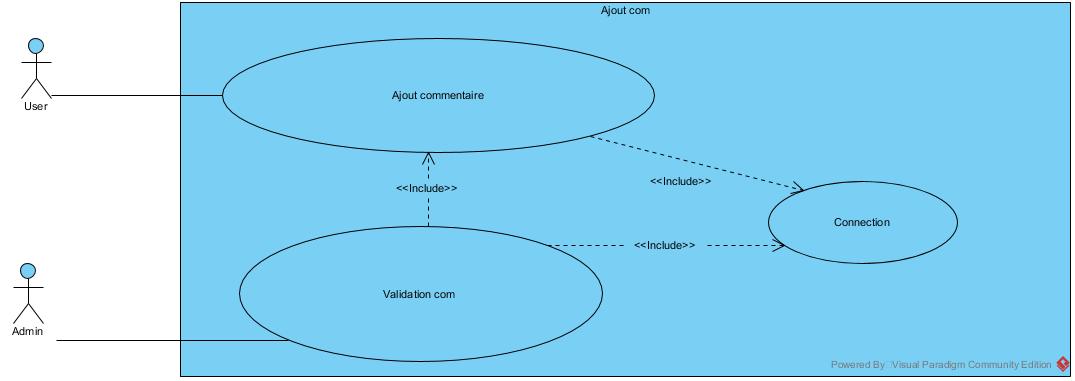 Ajout com
User
Ajout commentaire
<<Include>>
<<Include>>
Connection
<<Include>>
Validation com
Admin
Powered By Visual Paradigm Community Edition